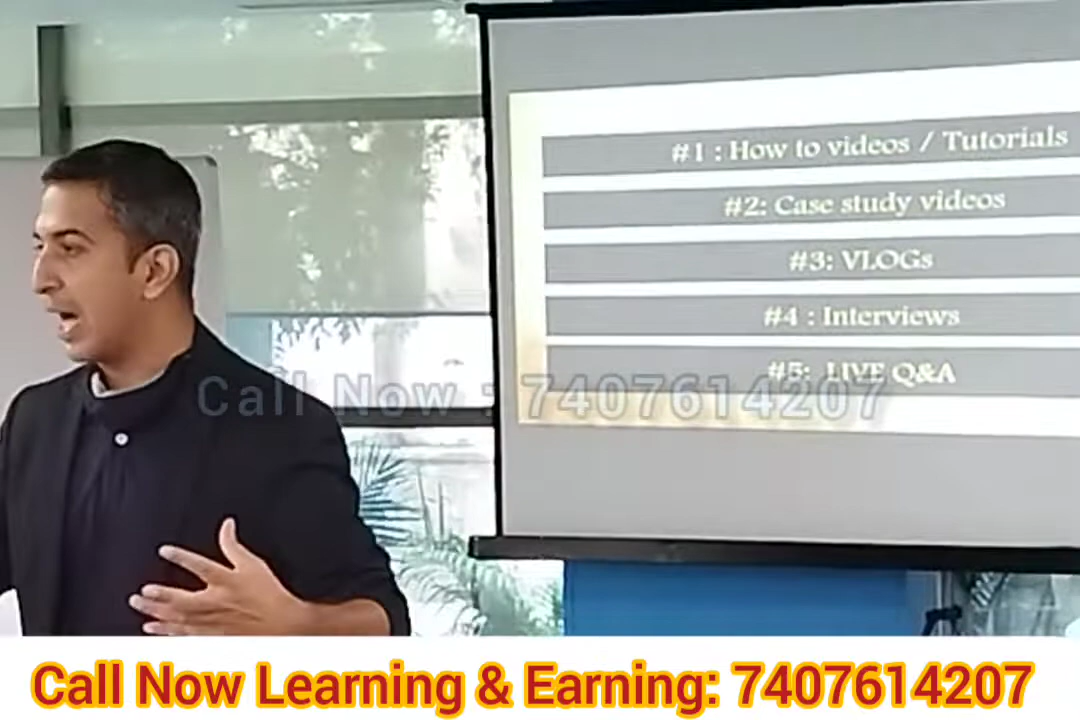 #1 : How to videos / Tutorials
#2: Case study videos
#3: VLOGs
#4 : Interviews
#5: LIVE Q&A
Call Now : 7407614207
Call Now Learning & Earning: 7407614207